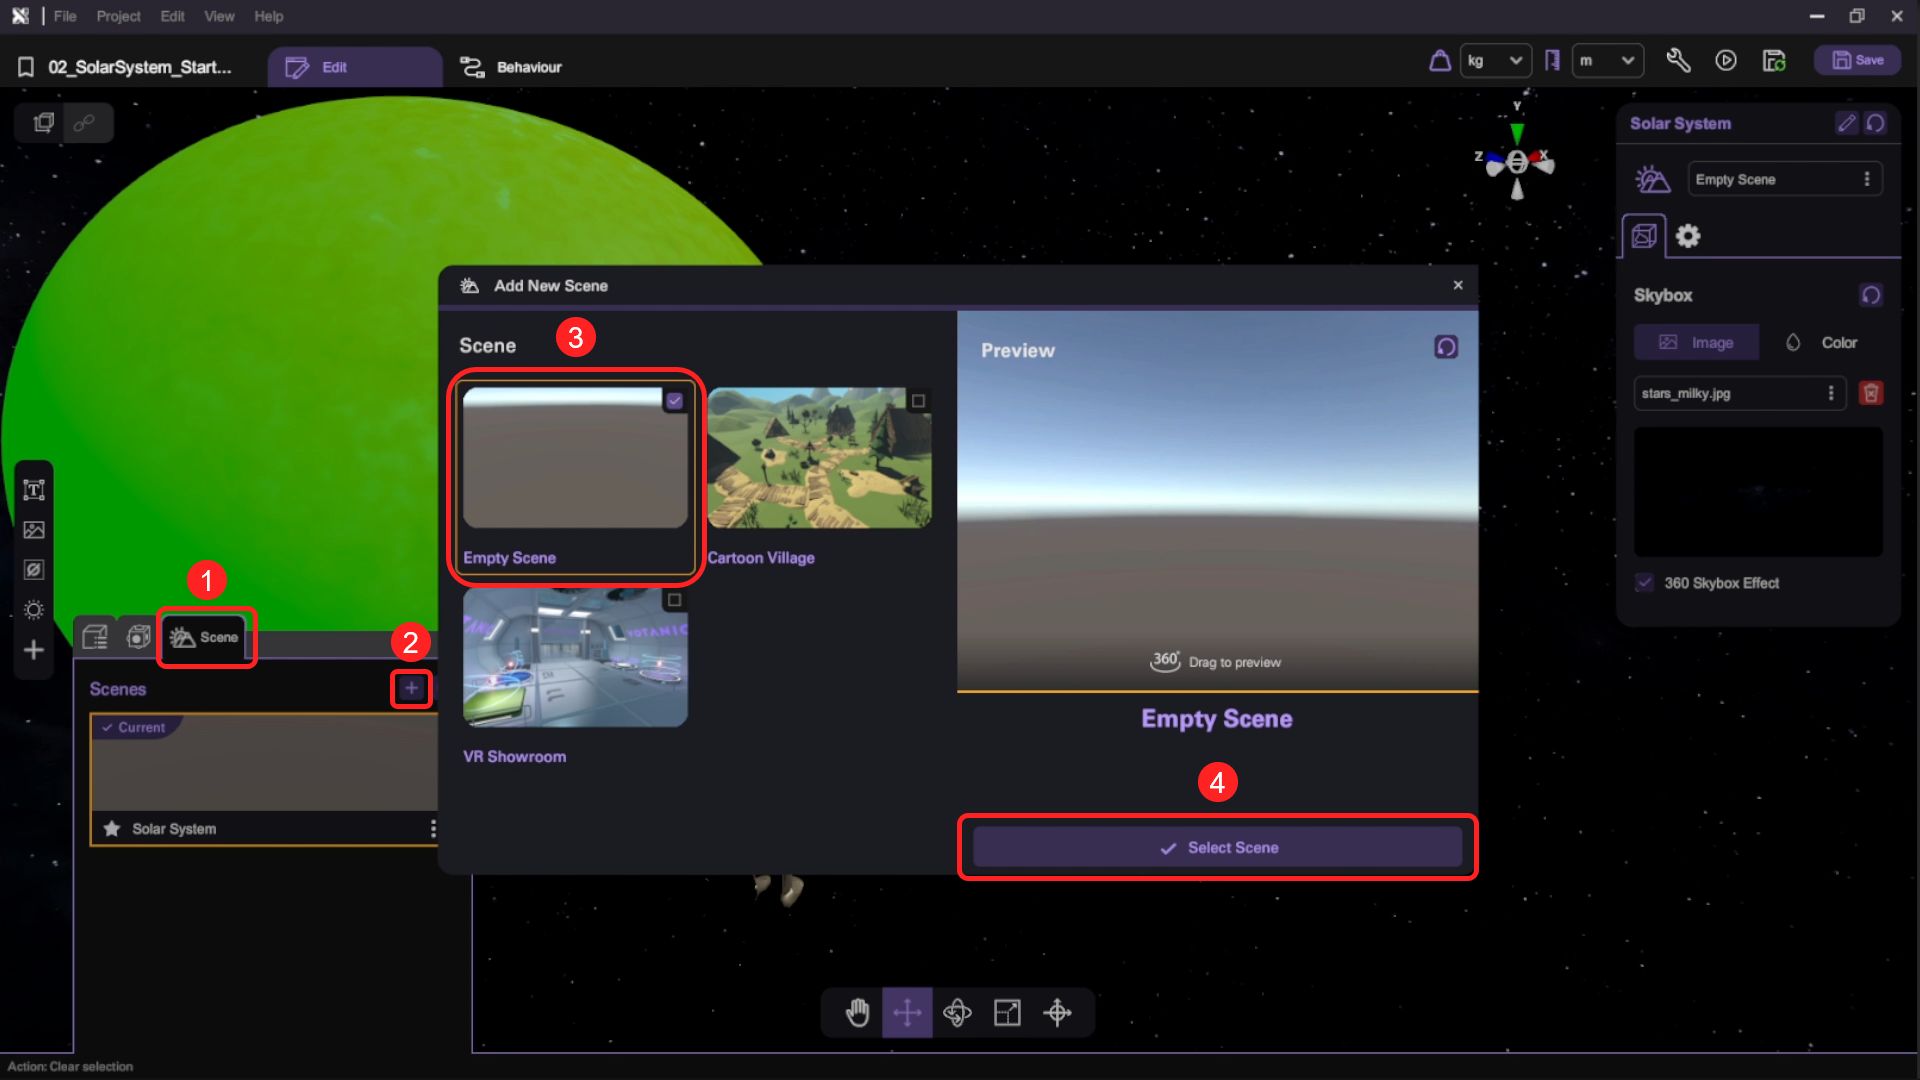 File Project Edit View Help
02_SolarSystem_Start...
Edit
Behaviour
kg
m
Save
Y
Z
X
Solar System
Empty Scene
Skybox
Image
Color
stars_milky.jpg
360 Skybox Effect
Add New Scene
Scene
3
Empty Scene
Cartoon Village
VR Showroom
Preview
360°
Drag to preview
Empty Scene
4
Select Scene
1
Scene
2
Scenes
Current
Solar System
Action: Clear selection